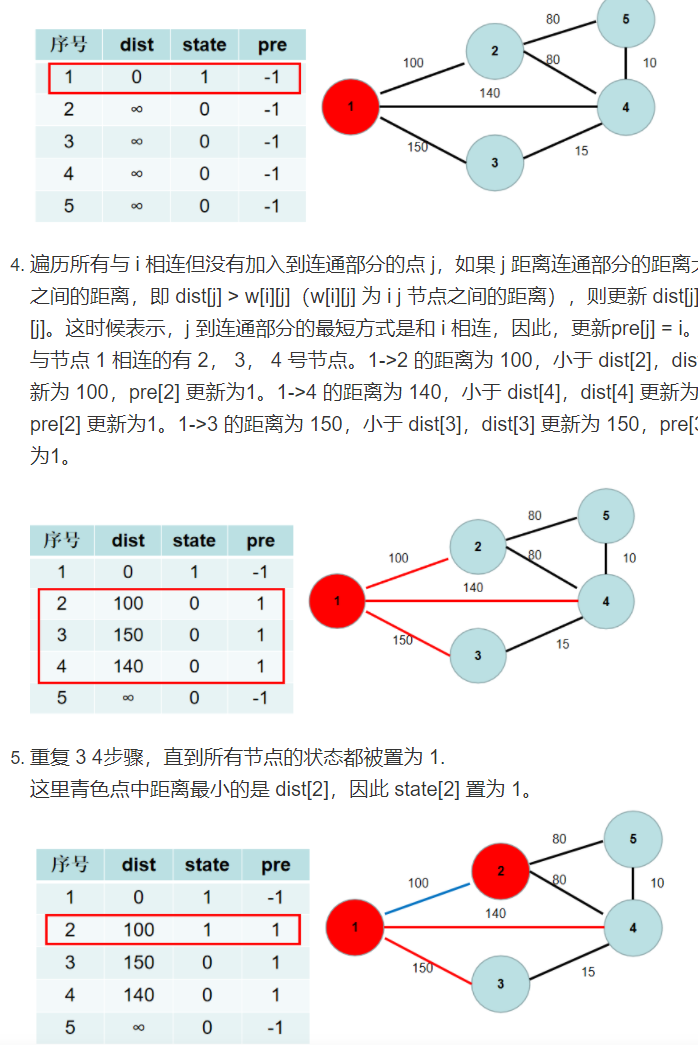 序号 dist state pre
1 0 1 -1
2 ∞ 0 -1
3 ∞ 0 -1
4 ∞ 0 -1
5 ∞ 0 -1
80
5
2
100
80
10
140
1
4
150
15
3
4. 遍历所有与 i 相连但没有加入到连通部分的点 j，如果 j 距离连通部分的距离
之间的距离，即 dist[j] > w[i][j]（w[i][j] 为 i j 节点之间的距离），则更新 dist[j]
[j]。这时候表示，j 到连通部分的最短方式是和 i 相连，因此，更新pre[j] = i。
与节点 1 相连的有 2， 3， 4 号节点。1->2 的距离为 100，小于 dist[2]，dis
新为 100，pre[2] 更新为1。1->4 的距离为 140，小于 dist[4]，dist[4] 更新为
pre[2] 更新为1。1->3 的距离为 150，小于 dist[3]，dist[3] 更新为 150，pre[3
为1。
序号 dist state pre
1 0 1 -1
2 100 0 1
3 150 0 1
4 140 0 1
5 ∞ 0 -1
80
5
2
100
80
10
140
1
4
150
15
3
5. 重复 3 4步骤，直到所有节点的状态都被置为 1.
这里青色点中距离最小的是 dist[2]，因此 state[2] 置为 1。
序号 dist state pre
1 0 1 -1
2 100 1 1
3 150 0 1
4 140 0 1
5 ∞ 0 -1
80
5
2
100
80
10
140
1
4
150
15
3